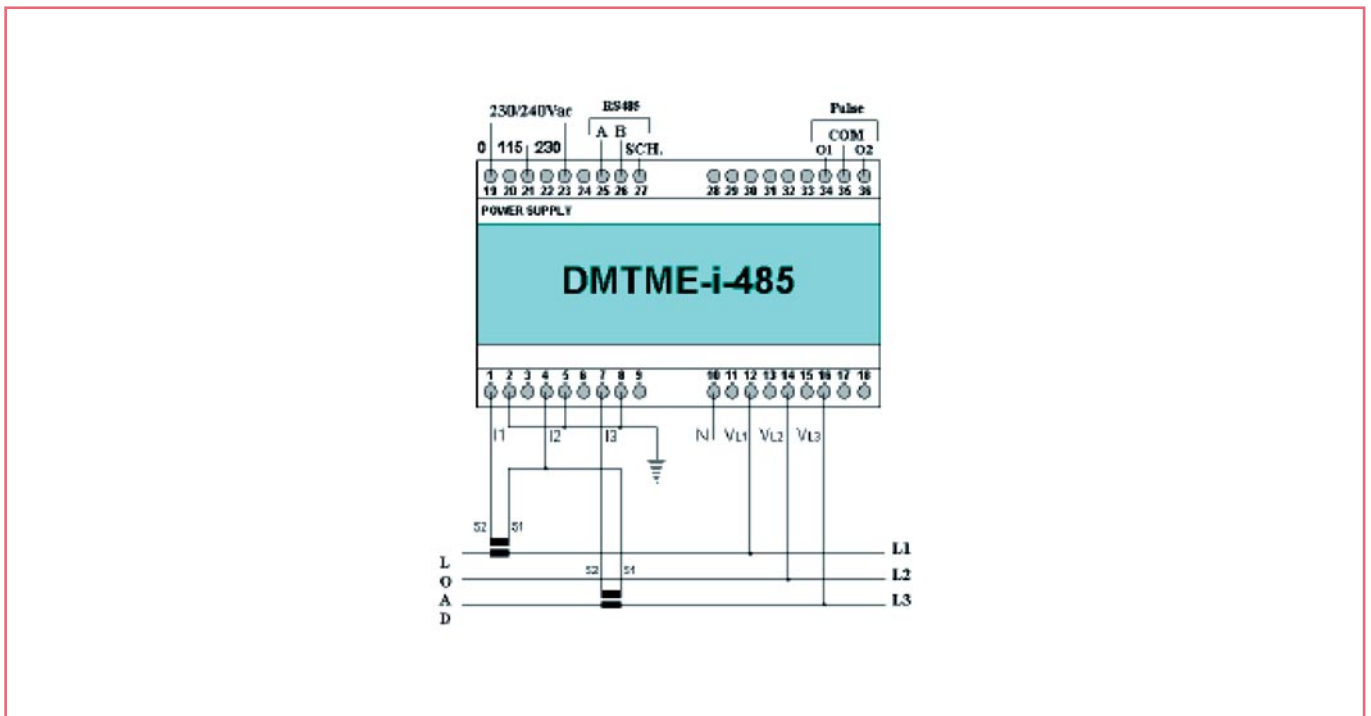 230/240Vac RS485 Pulse
A B COM
0 115 230 SCH. O1 O2
19 20 21 22 23 24 25 26 27 28 29 30 31 32 33 34 35 36
POWER SUPPLY
DMTME-i-485
1 2 3 4 5 6 7 8 9 10 11 12 13 14 15 16 17 18
I1 I2 I3 N VL1 VL2 VL3
S2 S1
L1
L S2 S1
O L2
A L3
D